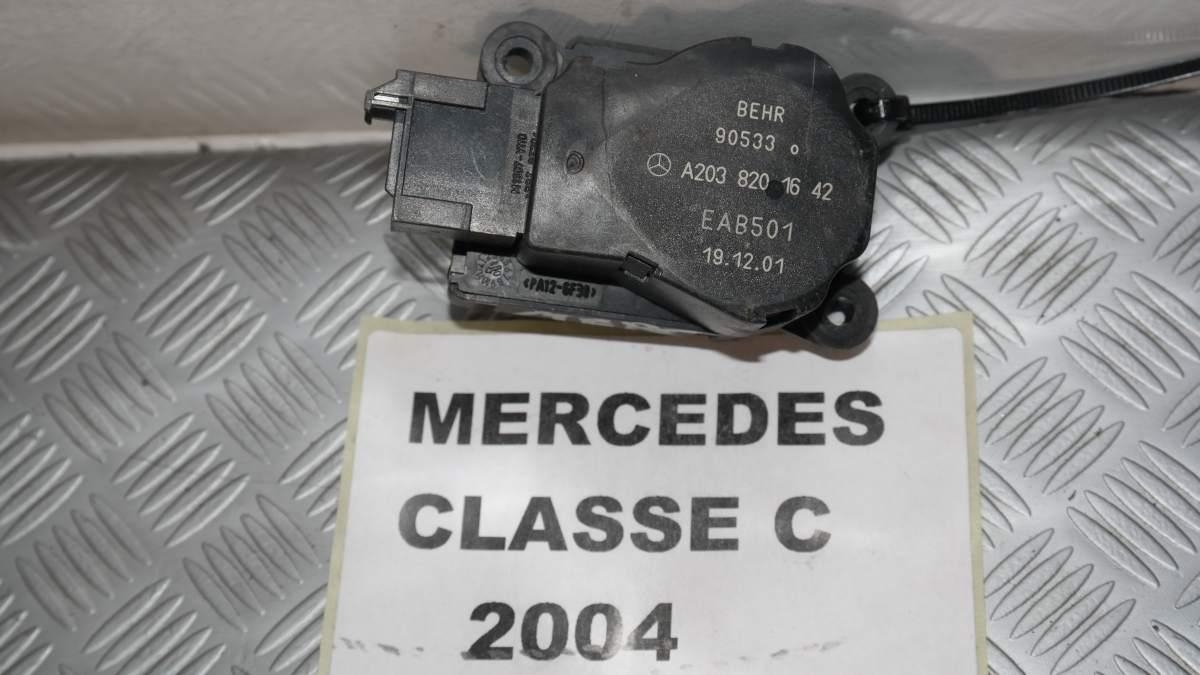 BEHR
90533 o
A203 820 16 42
EAB501
19.12.01
<PA12-GF30>
MERCEDES
CLASSE C
2004